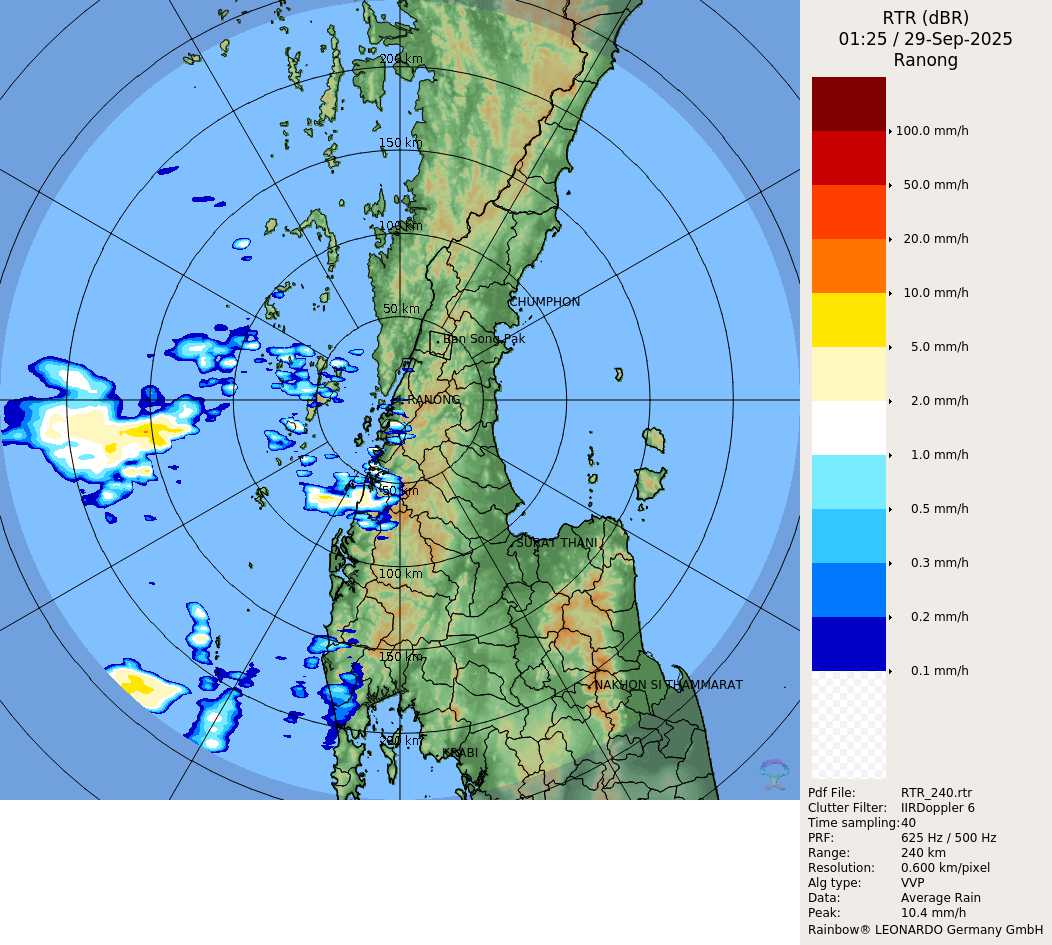 RTR (dBR)
01:25 / 29-Sep-2025
Ranong
100.0 mm/h
50.0 mm/h
20.0 mm/h
10.0 mm/h
5.0 mm/h
2.0 mm/h
1.0 mm/h
0.5 mm/h
0.3 mm/h
0.2 mm/h
0.1 mm/h
Pdf File: RTR_240.rtr
Clutter Filter: IIRDoppler 6
Time sampling: 40
PRF: 625 Hz / 500 Hz
Range: 240 km
Resolution: 0.600 km/pixel
Alg type: VVP
Data: Average Rain
Peak: 10.4 mm/h
Rainbow® LEONARDO Germany GmbH
200 km
150 km
100 km
CHUMPHON
50 km
Ban Song Pak
RANONG
50 km
SURAT THANI
100 km
150 km
NAKHON SI THAMMARAT
200 km
KRABI